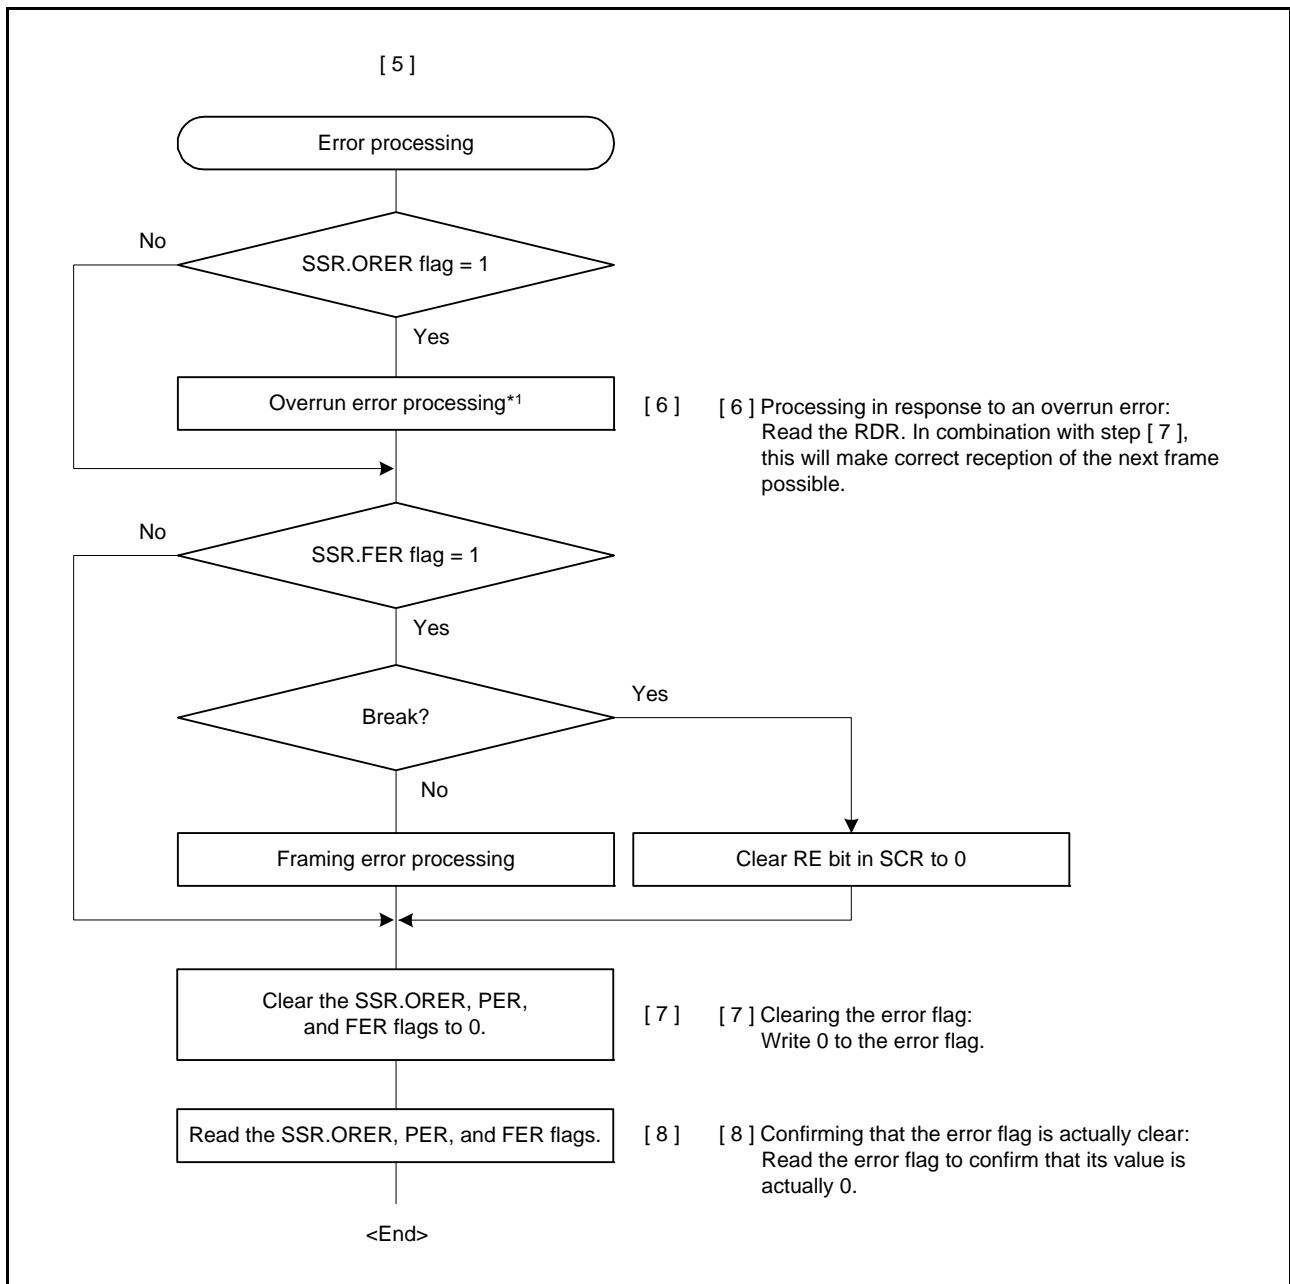 [ 5 ]
Error processing
No
SSR.ORER flag = 1
Yes
Overrun error processing*1
[ 6 ]
[ 6 ] Processing in response to an overrun error:
Read the RDR. In combination with step [ 7 ],
this will make correct reception of the next frame
possible.
No
SSR.FER flag = 1
Yes
Break?
Yes
No
Framing error processing
Clear RE bit in SCR to 0
Clear the SSR.ORER, PER,
and FER flags to 0.
[ 7 ]
[ 7 ] Clearing the error flag:
Write 0 to the error flag.
Read the SSR.ORER, PER, and FER flags.
[ 8 ]
[ 8 ] Confirming that the error flag is actually clear:
Read the error flag to confirm that its value is
actually 0.
<End>